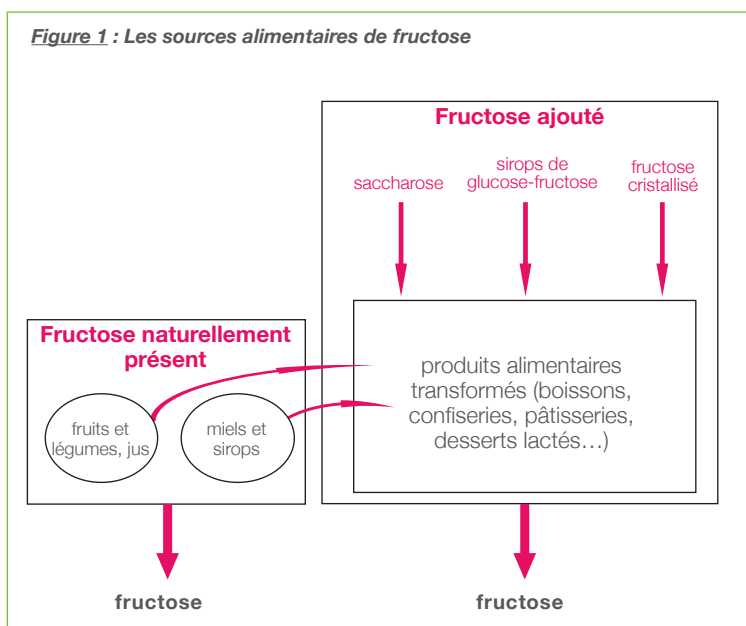 Figure 1 : Les sources alimentaires de fructose
Fructose ajouté
saccharose
sirops de
glucose-fructose
fructose
cristallisé
Fructose naturellement
présent
fruits et
légumes, jus
miels et
sirops
produits alimentaires
transformés (boissons,
confiseries, pâtisseries,
desserts lactés…)
fructose
fructose